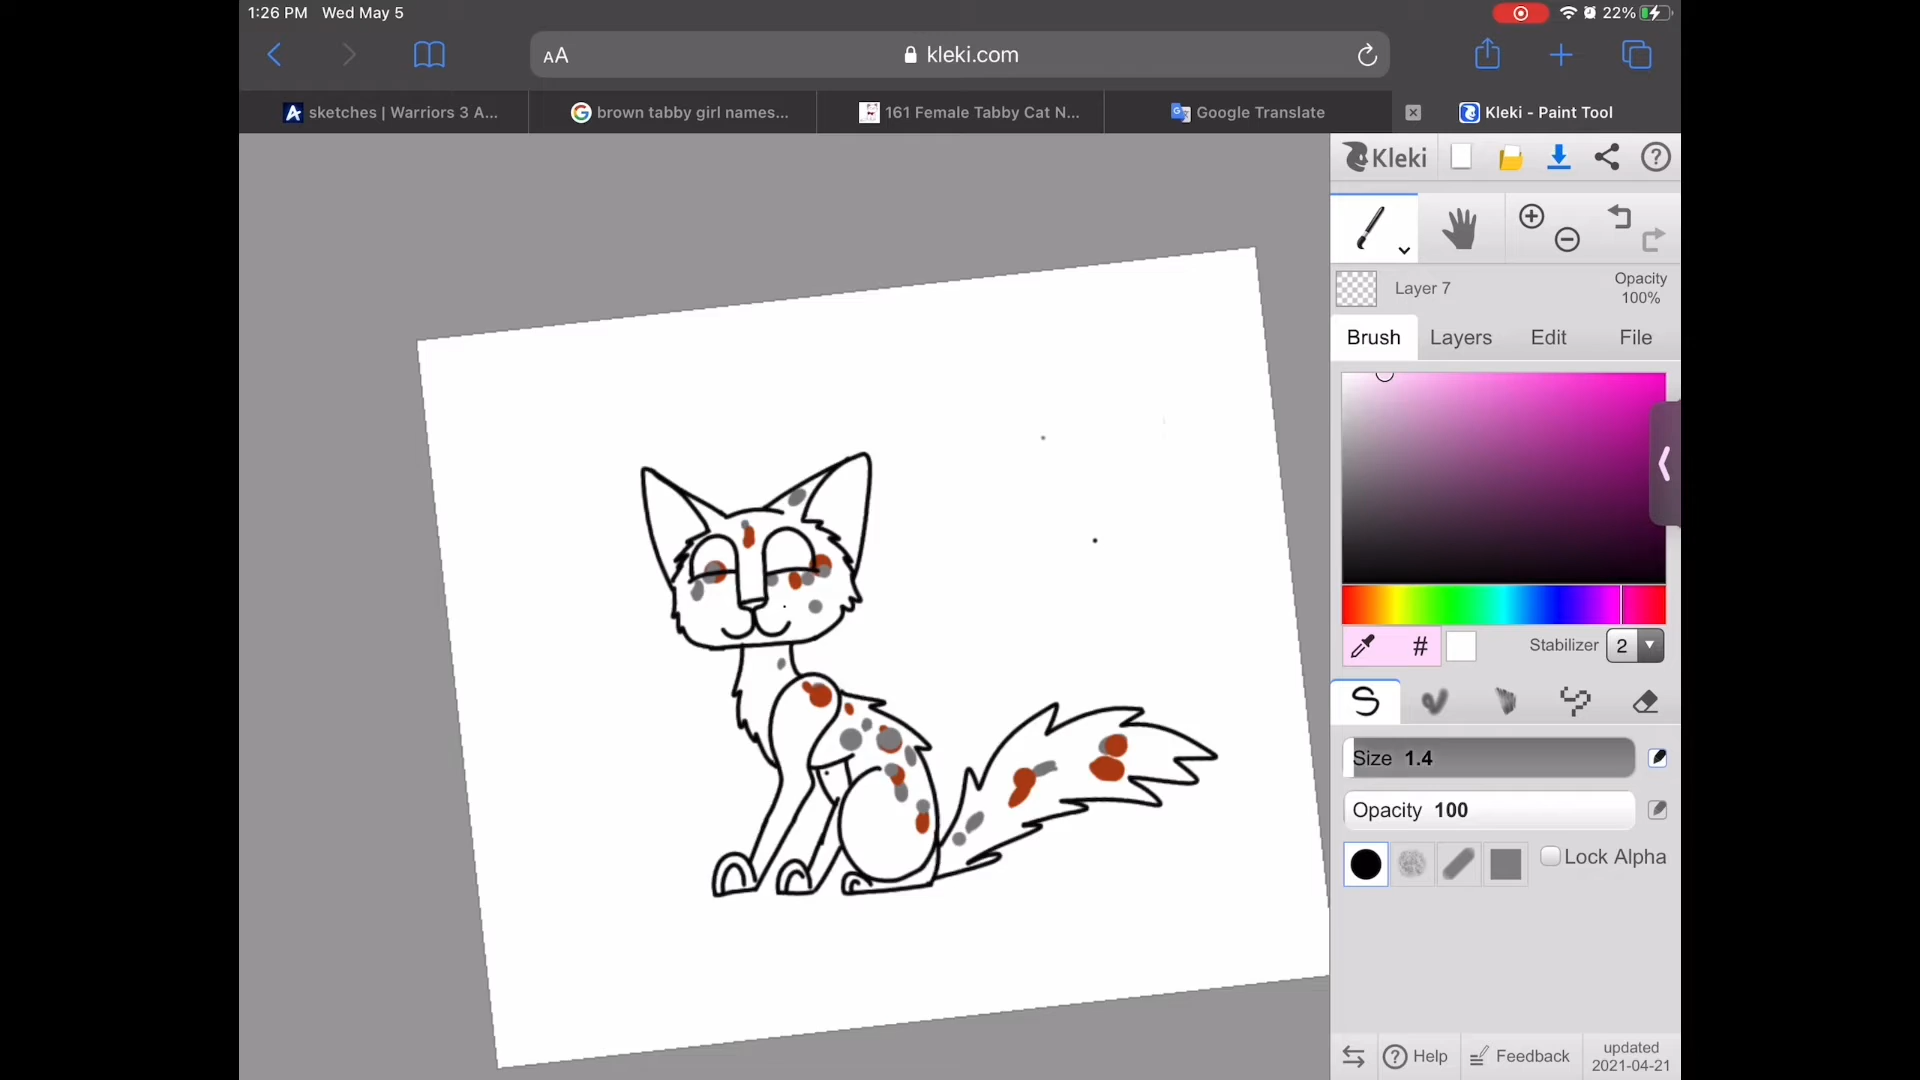 1:26 PM Wed May 5
22%
AA
kleki.com
sketches | Warriors 3 A...
brown tabby girl names...
161 Female Tabby Cat N...
Google Translate
Kleki - Paint Tool
Kleki
Layer 7
Opacity
100%
Brush
Layers
Edit
File
#
Stabilizer
2
Size 1.4
Opacity 100
Lock Alpha
Help
Feedback
updated
2021-04-21